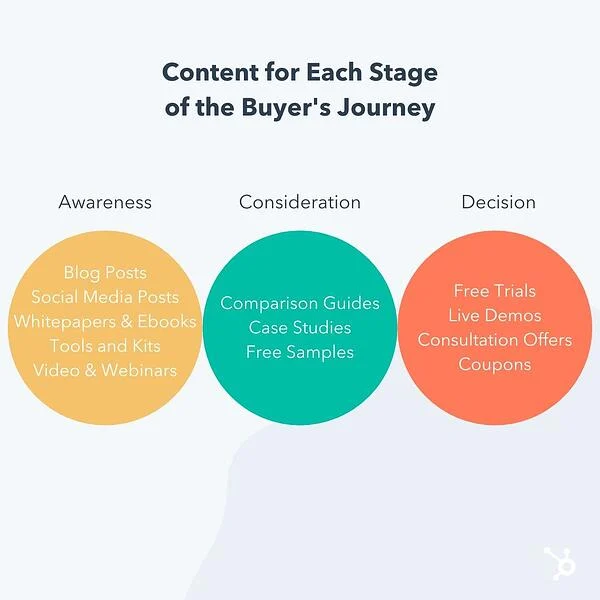 Content for Each Stage
of the Buyer's Journey
Awareness
Blog Posts
Social Media Posts
Whitepapers & Ebooks
Tools and Kits
Video & Webinars
Consideration
Comparison Guides
Case Studies
Free Samples
Decision
Free Trials
Live Demos
Consultation Offers
Coupons